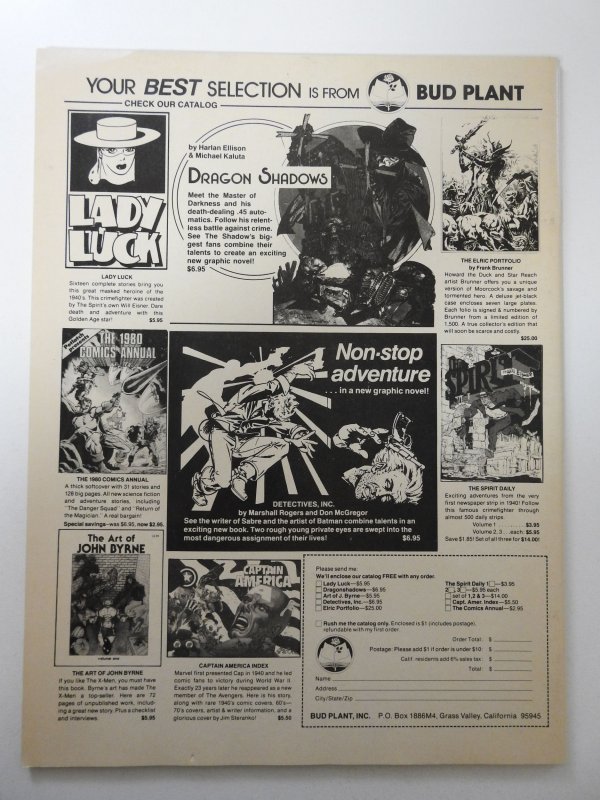 YOUR BEST SELECTION IS FROM BUD PLANT
CHECK OUR CATALOG
LADY
LUCK
LADY LUCK
Sixteen complete stories bring you
this great masked heroine of the
1940's. This crimefighter was created
by The Spirit's own Will Eisner. Dare
death and adventure with this
Golden Age star! $5.95
by Harlan Ellison
& Michael Kaluta
DRAGON SHADOWS
Meet the Master of
Darkness and his
death-dealing .45 auto-
matics. Follow his relent-
less battle against crime.
See The Shadow's big-
gest fans combine their
talents to create an exciting
new graphic novel!
$6.95
THE ELRIC PORTFOLIO
by Frank Brunner
Howard the Duck and Star Reach
artist Brunner offers you a unique
version of Moorcock's savage and
tormented hero. A deluxe jet-black
case encloses seven large plates.
Each folio is signed & numbered by
Brunner from a limited edition of
1,500. A true collector's edition that
will soon be scarce and costly.
$25.00
THE 1980
COMICS ANNUAL
THE 1980 COMICS ANNUAL
A thick softcover with 31 stories and
128 big pages. All new science fiction
and adventure stories, including
"The Danger Squad" and "Return of
the Magician." A real bargain!
Special savings–was $6.95, now $2.95.
Non-stop
adventure
. . . in a new graphic novel!
DETECTIVES, INC.
by Marshall Rogers and Don McGregor
See the writer of Sabre and the artist of Batman combine talents in an
exciting new book. Two rough young private eyes are swept into the
most dangerous assignment of their lives! $6.95
THE SPIRIT
THE SPIRIT DAILY
Exciting adventures from the very
first newspaper strip in 1940! Follow
this famous crimefighter through
almost 500 daily strips.
Volume 1 . . . . . . . . $3.95
Volume 2, 3 . . . each $5.95
Save $1.85! Set of all three for $14.00!
The Art of
JOHN BYRNE
volume one
THE ART OF JOHN BYRNE
If you like The X-Men, you must have
this book. Byrne's art has made The
X-Men a top-seller. Here are 72
pages of unpublished work, includ-
ing a great new story. Plus a checklist
and interviews $5.95
CAPTAIN
AMERICA
CAPTAIN AMERICA INDEX
Marvel first presented Cap in 1940 and he led
comic fans to victory during World War II.
Exactly 23 years later he reappeared as a new
member of The Avengers. Here is his story,
along with rare 1940's comic covers, 60's—
70's covers, artist & writer information, and a
glorious cover by Jim Steranko! $5.50
Please send me:
We'll enclose our catalog FREE with any order.
Lady Luck—$5.95
Dragonshadows—$6.95
Art of J. Byrne—$5.95
Detectives, Inc.—$6.95
Elric Portfolio—$25.00
The Spirit Daily 1 —$3.95
2 , 3 —$5.95 each
set of 1,2 & 3—$14.00
Capt. Amer. Index—$5.50
The Comics Annual—$2.95
Rush me the catalog only. Enclosed is $1 (includes postage),
refundable with my first order.
Order Total: $
Postage: Please add $1 if order is under $10 $
Calif. residents add 6% sales tax: $
Total $
Name
Address
City/State/Zip
BUD PLANT, INC. P.O. Box 1886M4, Grass Valley, California 95945